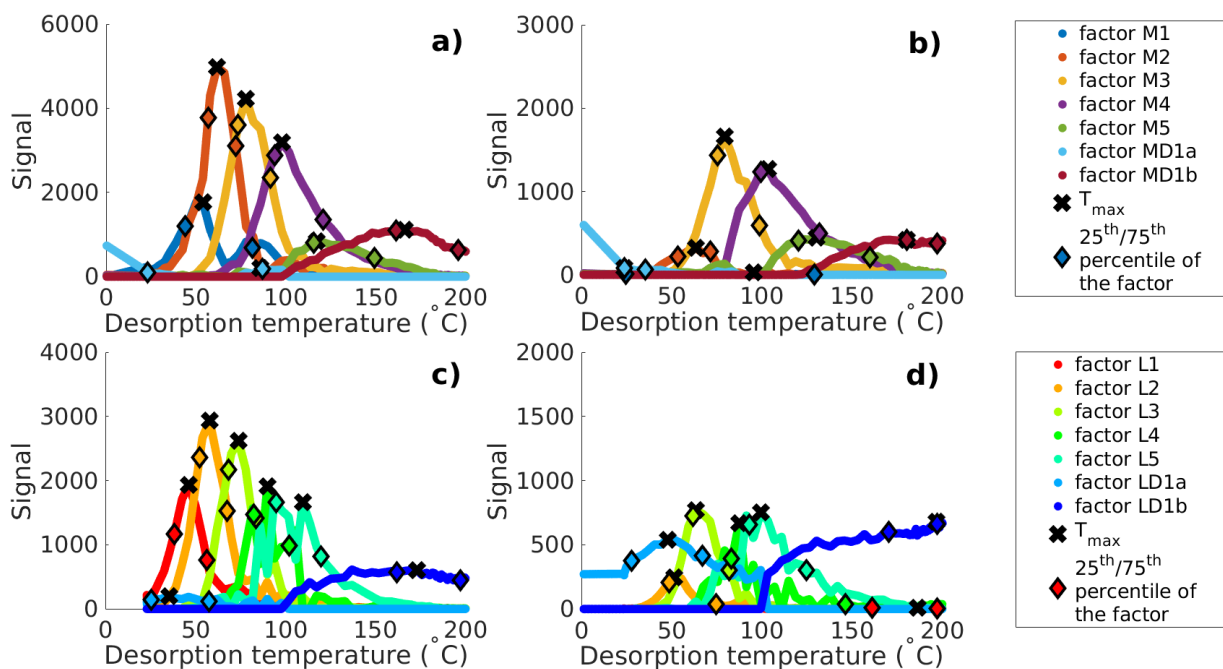 a)
6000
4000
2000
0
Signal
0
50
100
150
200
Desorption temperature (°C)
b)
3000
2000
1000
0
Signal
0
50
100
150
200
Desorption temperature (°C)
factor M1
factor M2
factor M3
factor M4
factor M5
factor MD1a
factor MD1b
Tmax
25th/75th
percentile of
the factor
c)
4000
3000
2000
1000
0
Signal
0
50
100
150
200
Desorption temperature (°C)
d)
2000
1500
1000
500
0
Signal
0
50
100
150
200
Desorption temperature (°C)
factor L1
factor L2
factor L3
factor L4
factor L5
factor LD1a
factor LD1b
Tmax
25th/75th
percentile of
the factor